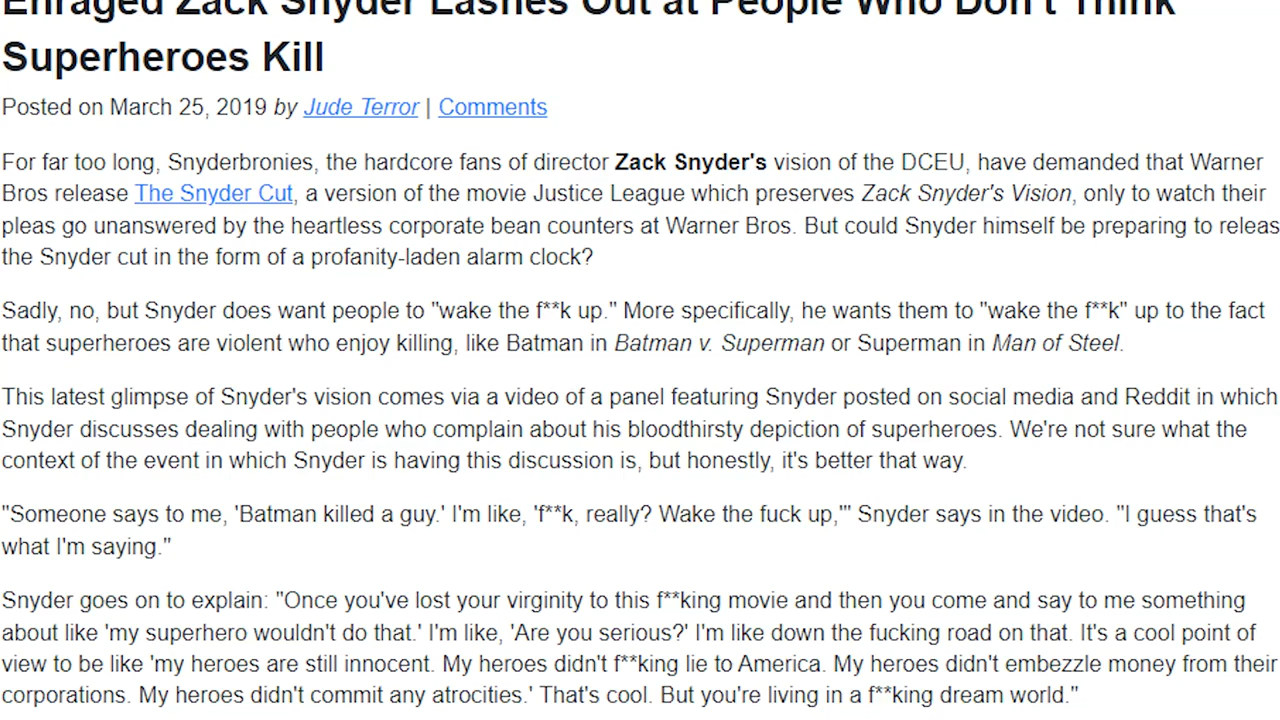 Enraged Zack Snyder Lashes Out at People Who Don't Think
Superheroes Kill
Posted on March 25, 2019 by Jude Terror | Comments
For far too long, Snyderbronies, the hardcore fans of director Zack Snyder's vision of the DCEU, have demanded that Warner
Bros release The Snyder Cut, a version of the movie Justice League which preserves Zack Snyder's Vision, only to watch their
pleas go unanswered by the heartless corporate bean counters at Warner Bros. But could Snyder himself be preparing to releas
the Snyder cut in the form of a profanity-laden alarm clock?
Sadly, no, but Snyder does want people to "wake the f**k up." More specifically, he wants them to "wake the f**k" up to the fact
that superheroes are violent who enjoy killing, like Batman in Batman v. Superman or Superman in Man of Steel.
This latest glimpse of Snyder's vision comes via a video of a panel featuring Snyder posted on social media and Reddit in which
Snyder discusses dealing with people who complain about his bloodthirsty depiction of superheroes. We're not sure what the
context of the event in which Snyder is having this discussion is, but honestly, it's better that way.
"Someone says to me, 'Batman killed a guy.' I'm like, 'f**k, really? Wake the fuck up,'" Snyder says in the video. "I guess that's
what I'm saying."
Snyder goes on to explain: "Once you've lost your virginity to this f**king movie and then you come and say to me something
about like 'my superhero wouldn't do that.' I'm like, 'Are you serious?' I'm like down the fucking road on that. It's a cool point of
view to be like 'my heroes are still innocent. My heroes didn't f**king lie to America. My heroes didn't embezzle money from their
corporations. My heroes didn't commit any atrocities.' That's cool. But you're living in a f**king dream world."